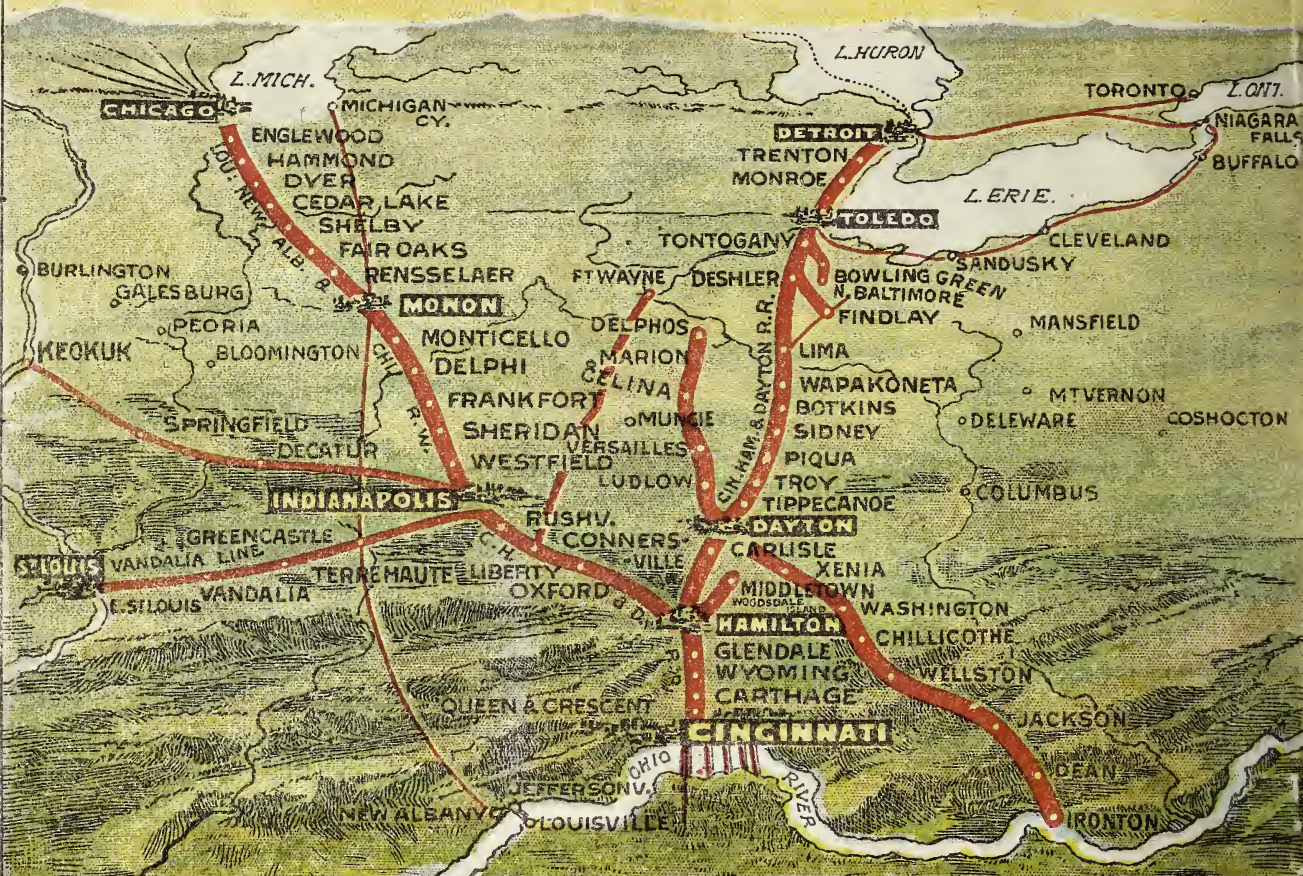 L. MICH.
L. HURON
CHICAGO
MICHIGAN
CY.
TORONTO
L. ONT.
NIAGARA
FALLS
BUFFALO
DETROIT
TRENTON
MONROE
L. ERIE.
TOLEDO
CLEVELAND
SANDUSKY
ENGLEWOOD
HAMMOND
DYER
CEDAR LAKE
SHELBY
FAIR OAKS
RENSSELAER
LOU. NEW ALB. &
CHI. R.W.
MONON
MONTICELLO
DELPHI
FRANKFORT
SHERIDAN
WESTFIELD
BURLINGTON
GALESBURG
PEORIA
BLOOMINGTON
KEOKUK
SPRINGFIELD
DECATUR
INDIANAPOLIS
TONTOGANY
FT WAYNE
DESHLER
BOWLING GREEN
N. BALTIMORE
FINDLAY
DELPHOS
MARION
CELINA
MUNCIE
VERSAILLES
LUDLOW
CIN. HAM. & DAYTON R.R.
LIMA
WAPAKONETA
BOTKINS
SIDNEY
PIQUA
TROY
TIPPECANOE
DAYTON
MANSFIELD
MT VERNON
DELEWARE
COSHOCTON
COLUMBUS
GREENCASTLE
VANDALIA LINE
ST. LOUIS
E. ST LOUIS
VANDALIA
TERRE HAUTE
RUSHV.
CONNERS-
VILLE
LIBERTY
OXFORD
C. H. & D.
R.R.
CARLISLE
XENIA
MIDDLETOWN
WOODSDALE
ISLAND
WASHINGTON
HAMILTON
CHILLICOTHE
GLENDALE
WYOMING
CARTHAGE
WELLSTON
JACKSON
DEAN
IRONTON
QUEEN & CRESCENT
CINCINNATI
OHIO
RIVER
JEFFERSONV.
NEW ALBANY
LOUISVILLE